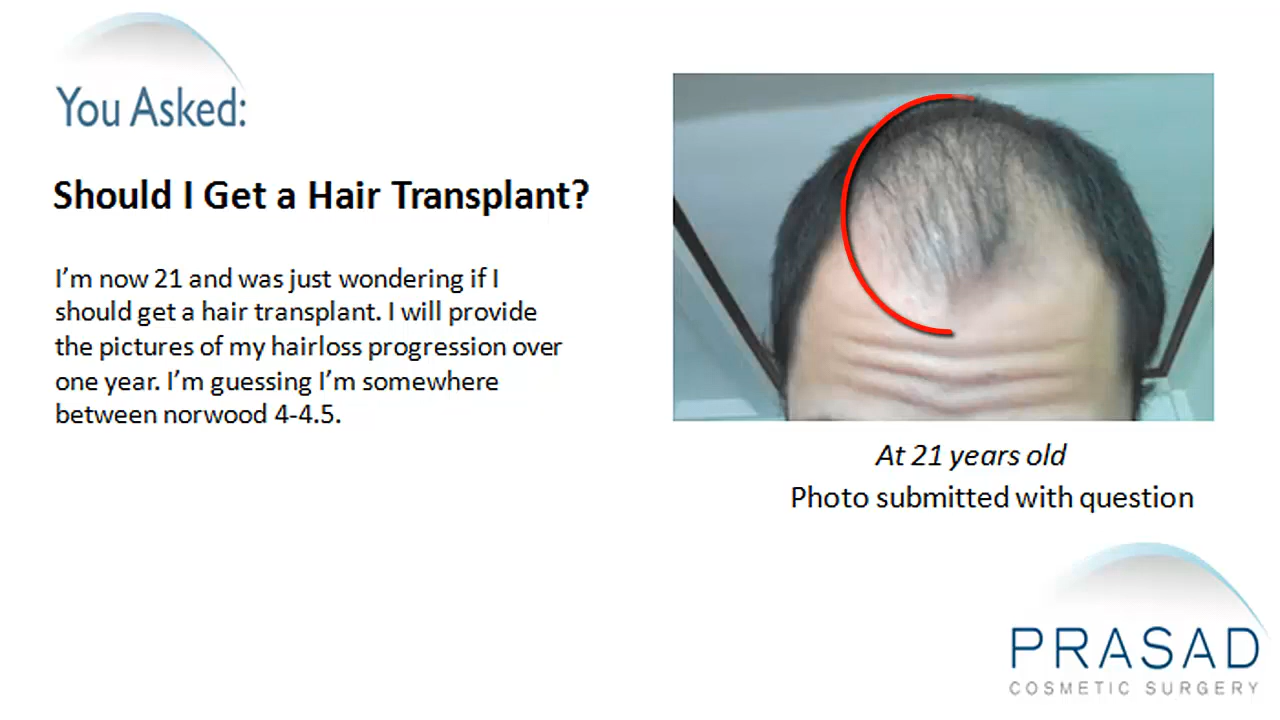 You Asked:
Should I Get a Hair Transplant?
I'm now 21 and was just wondering if I
should get a hair transplant. I will provide
the pictures of my hairloss progression over
one year. I'm guessing I'm somewhere
between norwood 4-4.5.
At 21 years old
Photo submitted with question
PRASAD
COSMETIC SURGERY